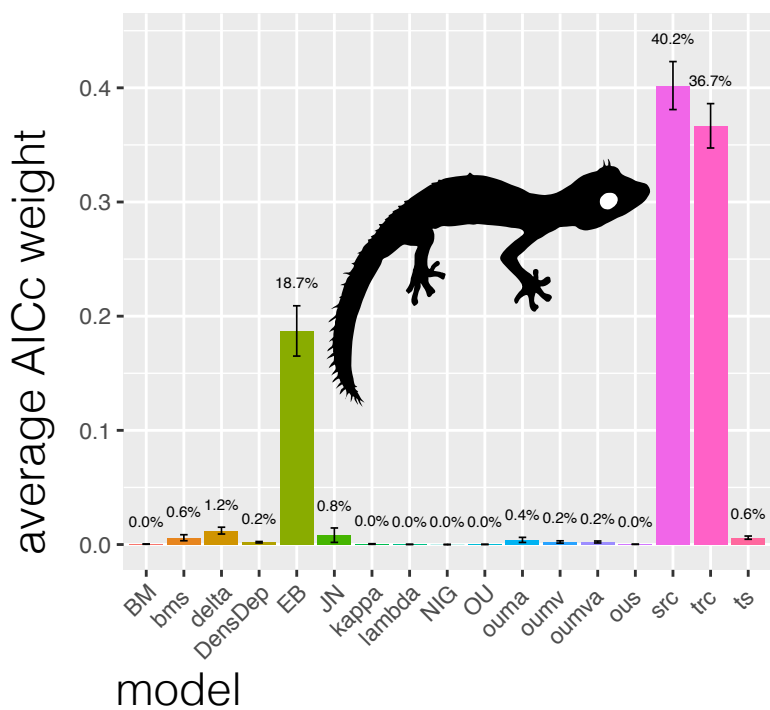 40.2%
36.7%
18.7%
0.0%
0.6%
1.2%
0.2%
0.8%
0.0%
0.0%
0.0%
0.0%
0.4%
0.2%
0.2%
0.0%
0.6%
average AICc weight
0.4
0.3
0.2
0.1
0.0
BM
bms
delta
DensDep
EB
JN
kappa
lambda
NIG
OU
ouma
oumv
oumva
ous
src
trc
ts
model